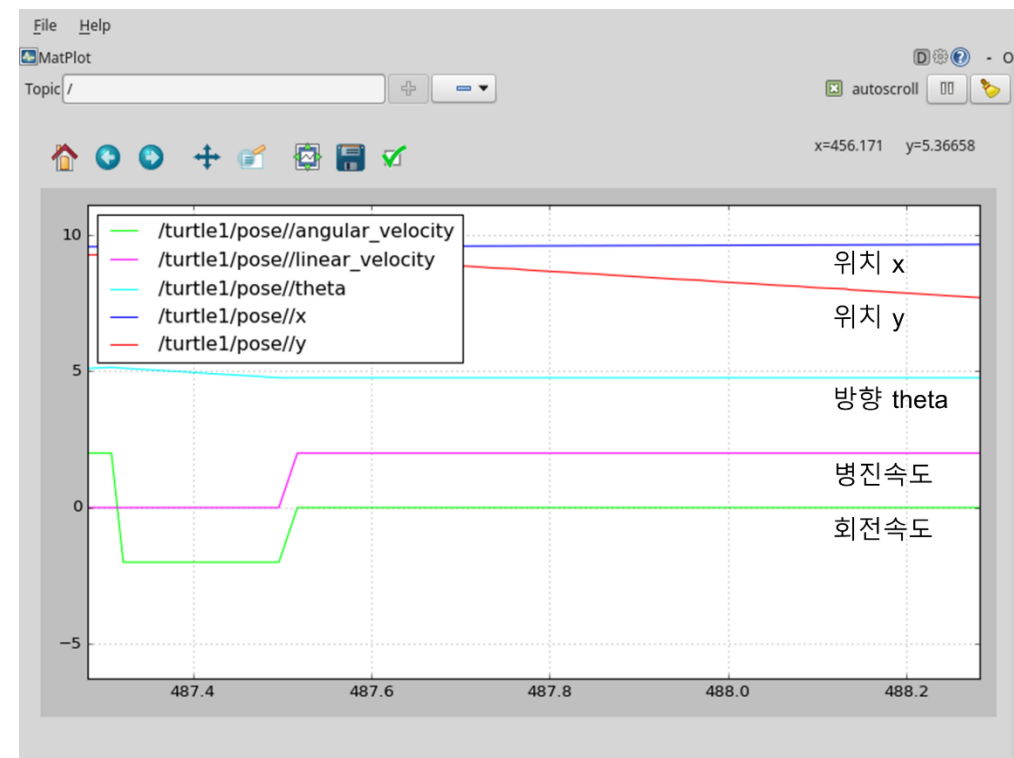 File Help
MatPlot
D - O
Topic /
autoscroll
x=456.171 y=5.36658
/turtle1/pose//angular_velocity
/turtle1/pose//linear_velocity
/turtle1/pose//theta
/turtle1/pose//x
/turtle1/pose//y
10
5
0
−5
위치 x
위치 y
방향 theta
병진속도
회전속도
487.4 487.6 487.8 488.0 488.2